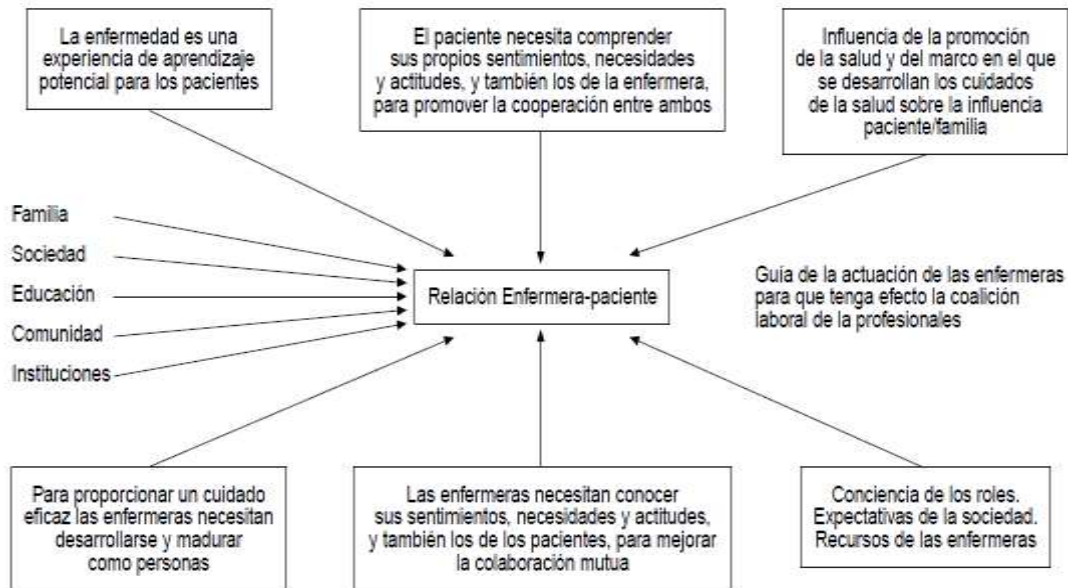 La enfermedad es una
experiencia de aprendizaje
potencial para los pacientes
El paciente necesita comprender
sus propios sentimientos, necesidades
y actitudes, y también los de la enfermera,
para promover la cooperación entre ambos
Influencia de la promoción
de la salud y del marco en el que
se desarrollan los cuidados
de la salud sobre la influencia
paciente/familia
Familia
Sociedad
Educación
Comunidad
Instituciones
Relación Enfermera-paciente
Guía de la actuación de las enfermeras
para que tenga efecto la coalición
laboral de la profesionales
Para proporcionar un cuidado
eficaz las enfermeras necesitan
desarrollarse y madurar
como personas
Las enfermeras necesitan conocer
sus sentimientos, necesidades y actitudes,
y también los de los pacientes, para mejorar
la colaboración mutua
Conciencia de los roles.
Expectativas de la sociedad.
Recursos de las enfermeras